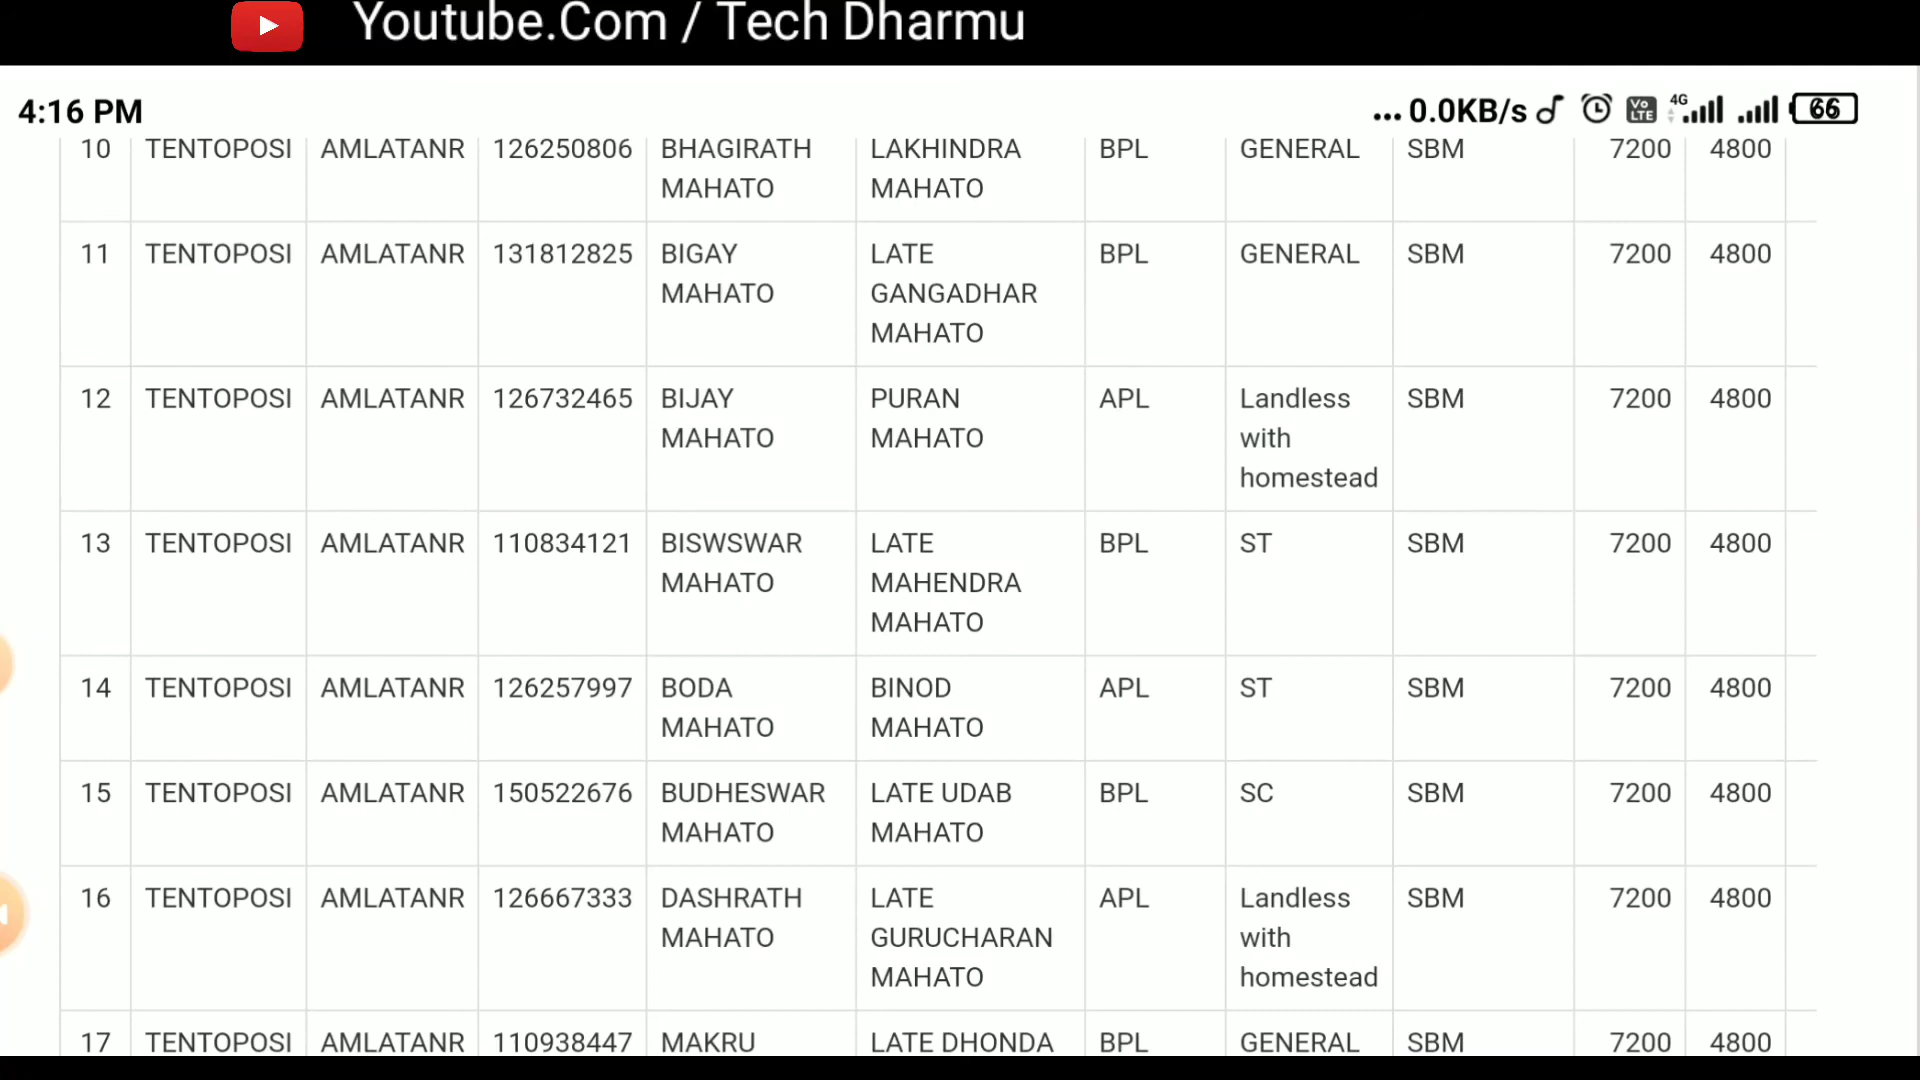 Youtube.Com / Tech Dharmu
4:16 PM ... 0.0KB/s Vo LTE 4G 66
10 TENTOPOSI AMLATANR 126250806 BHAGIRATH LAKHINDRA BPL GENERAL SBM 7200 4800
MAHATO MAHATO
11 TENTOPOSI AMLATANR 131812825 BIGAY LATE BPL GENERAL SBM 7200 4800
MAHATO GANGADHAR
MAHATO
12 TENTOPOSI AMLATANR 126732465 BIJAY PURAN APL Landless SBM 7200 4800
MAHATO MAHATO with
homestead
13 TENTOPOSI AMLATANR 110834121 BISWSWAR LATE BPL ST SBM 7200 4800
MAHATO MAHENDRA
MAHATO
14 TENTOPOSI AMLATANR 126257997 BODA BINOD APL ST SBM 7200 4800
MAHATO MAHATO
15 TENTOPOSI AMLATANR 150522676 BUDHESWAR LATE UDAB BPL SC SBM 7200 4800
MAHATO MAHATO
16 TENTOPOSI AMLATANR 126667333 DASHRATH LATE APL Landless SBM 7200 4800
MAHATO GURUCHARAN with
MAHATO homestead
17 TENTOPOSI AMLATANR 110938447 MAKRU LATE DHONDA BPL GENERAL SBM 7200 4800